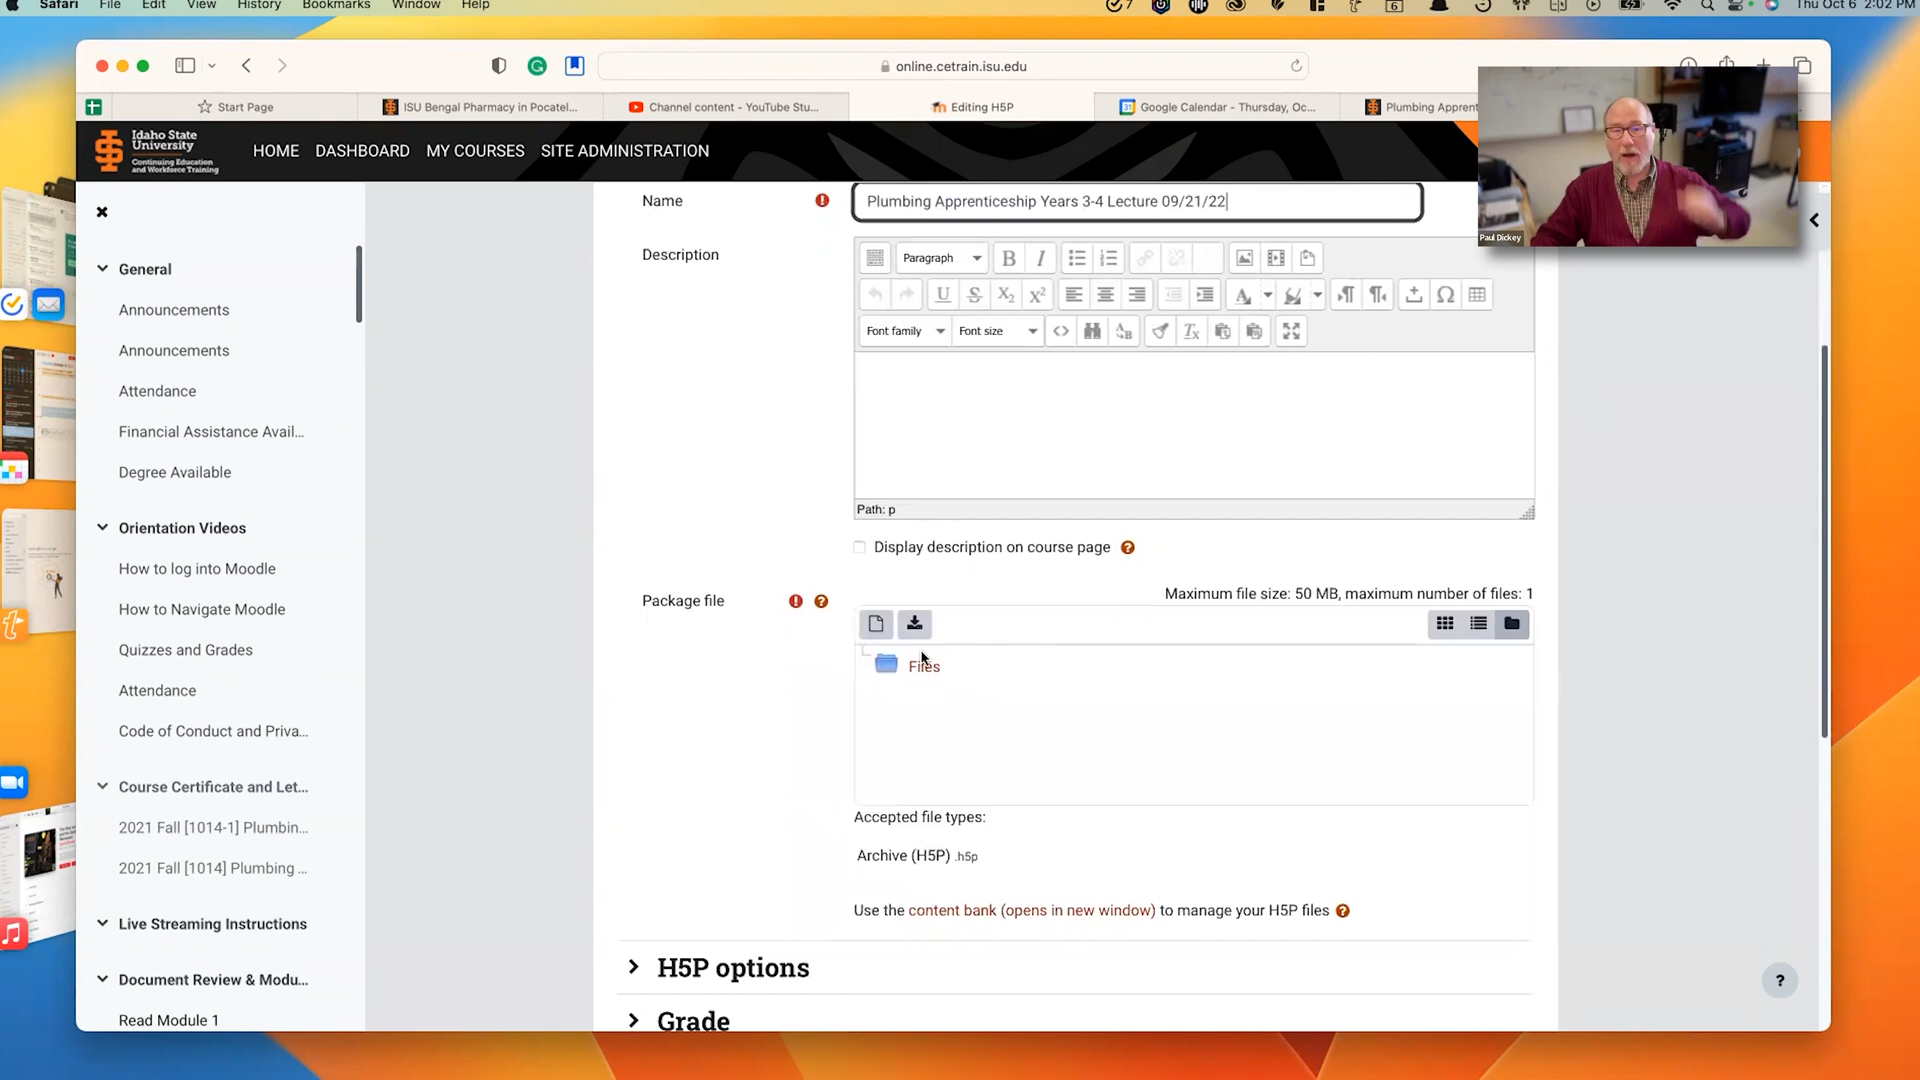 Safari File Edit View History Bookmarks Window Help
7
6
Thu Oct 6 2:02 PM
online.cetrain.isu.edu
Start Page
ISU Bengal Pharmacy in Pocatel...
Channel content - YouTube Stu...
Editing H5P
Google Calendar - Thursday, Oc...
Plumbing Apprent
Idaho State
University
Continuing Education
and Workforce Training
HOME DASHBOARD MY COURSES SITE ADMINISTRATION
Paul Dickey
General
Announcements
Announcements
Attendance
Financial Assistance Avail...
Degree Available
Orientation Videos
How to log into Moodle
How to Navigate Moodle
Quizzes and Grades
Attendance
Code of Conduct and Priva...
Course Certificate and Let...
2021 Fall [1014-1] Plumbin...
2021 Fall [1014] Plumbing ...
Live Streaming Instructions
Document Review & Modu...
Read Module 1
Name
Plumbing Apprenticeship Years 3-4 Lecture 09/21/22
Description
Paragraph
Font family
Font size
Path: p
Display description on course page
Package file
Maximum file size: 50 MB, maximum number of files: 1
Files
Accepted file types:
Archive (H5P) .h5p
Use the content bank (opens in new window) to manage your H5P files
H5P options
Grade